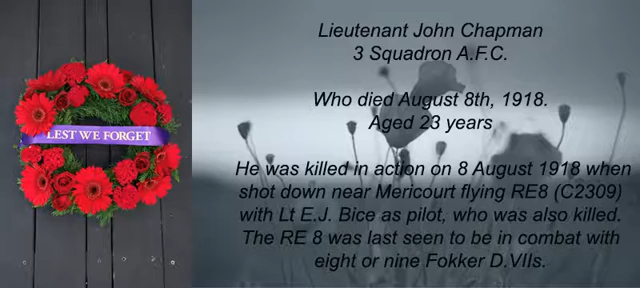 LEST WE FORGET
Lieutenant John Chapman
3 Squadron A.F.C.
Who died August 8th, 1918.
Aged 23 years
He was killed in action on 8 August 1918 when
shot down near Mericourt flying RE8 (C2309)
with Lt E.J. Bice as pilot, who was also killed.
The RE 8 was last seen to be in combat with
eight or nine Fokker D.VIIs.